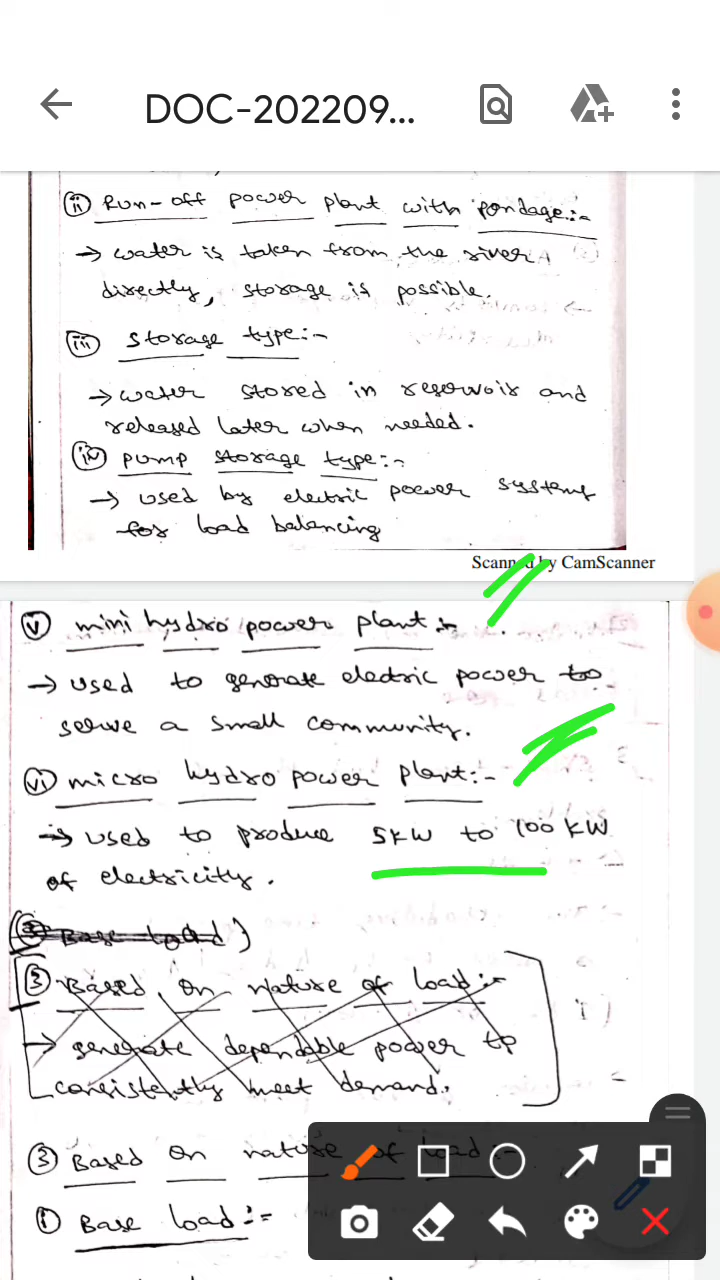 DOC-202209...
(ii) Run-off power plant with pondage:-
→ water is taken from the river
directly, storage is possible.
(iii) storage type:-
→ water stored in reservoir and
released later when needed.
(iv) pump storage type:-
→ used by electric power systems
for load balancing
Scanned by CamScanner
(v) mini hydro power plant:-
→ used to generate electric power to
serve a small community.
(vi) micro hydro power plant:-
→ used to produce 5kW to 100 kW
of electricity.
Base load)
(3) Based on nature of load:-
→ generate dependable power to
consistently meet demand.
(3) Based on nature of load:-
(i) Base load:-